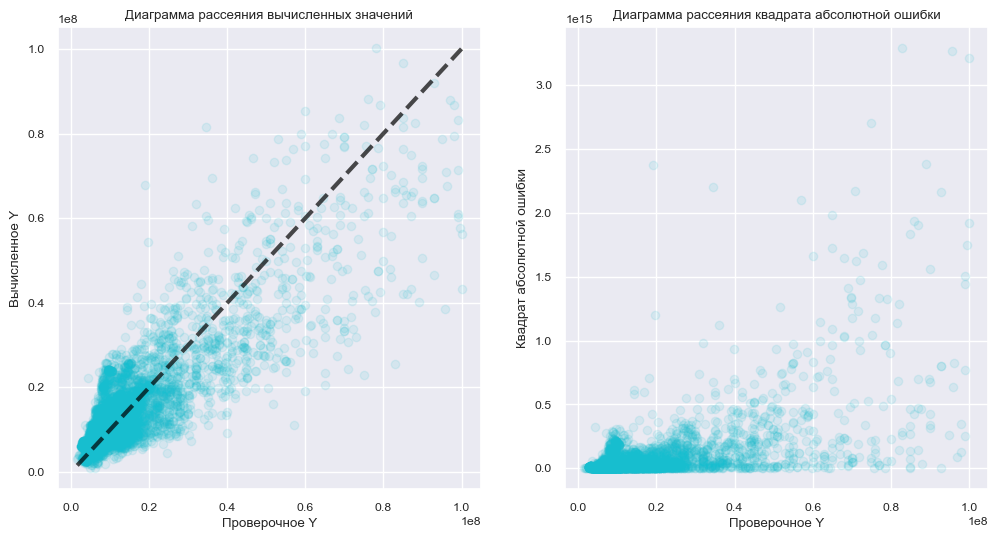 Диаграмма рассеяния вычисленных значений
1e8
1.0
0.8
0.6
0.4
0.2
0.0
Вычисленное Y
0.0 0.2 0.4 0.6 0.8 1.0
Проверочное Y
1e8
Диаграмма рассеяния квадрата абсолютной ошибки
1e15
3.0
2.5
2.0
1.5
1.0
0.5
0.0
Квадрат абсолютной ошибки
0.0 0.2 0.4 0.6 0.8 1.0
Проверочное Y
1e8